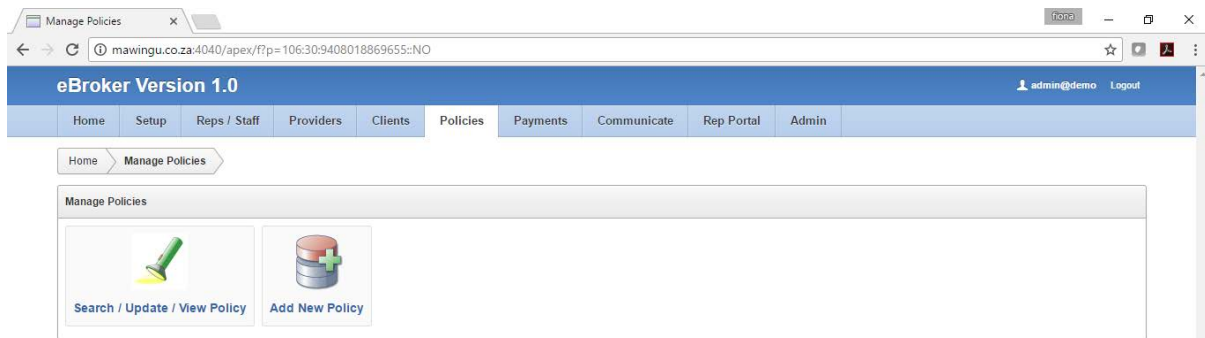 Manage Policies
fiona
mawingu.co.za:4040/apex/f?p=106:30:9408018869655::NO
eBroker Version 1.0
admin@demo Logout
Home Setup Reps / Staff Providers Clients Policies Payments Communicate Rep Portal Admin
Home Manage Policies
Manage Policies
Search / Update / View Policy Add New Policy